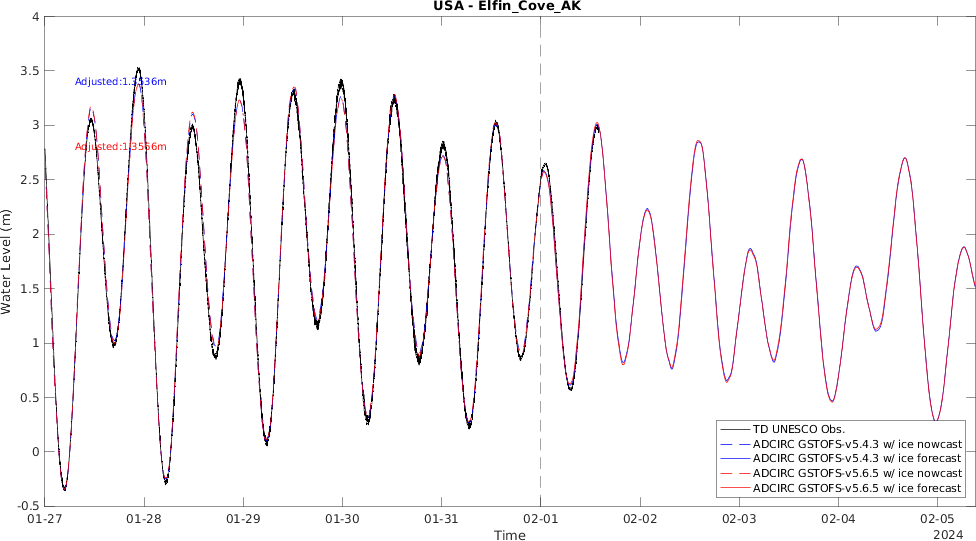 USA - Elfin_Cove_AK
4
3.5
3
2.5
2
1.5
1
0.5
0
-0.5
Water Level (m)
Adjusted:1.3536m
Adjusted:1.3566m
01-27
01-28
01-29
01-30
01-31
02-01
02-02
02-03
02-04
02-05
Time
2024
TD UNESCO Obs.
ADCIRC GSTOFS-v5.4.3 w/ ice nowcast
ADCIRC GSTOFS-v5.4.3 w/ ice forecast
ADCIRC GSTOFS-v5.6.5 w/ ice nowcast
ADCIRC GSTOFS-v5.6.5 w/ ice forecast